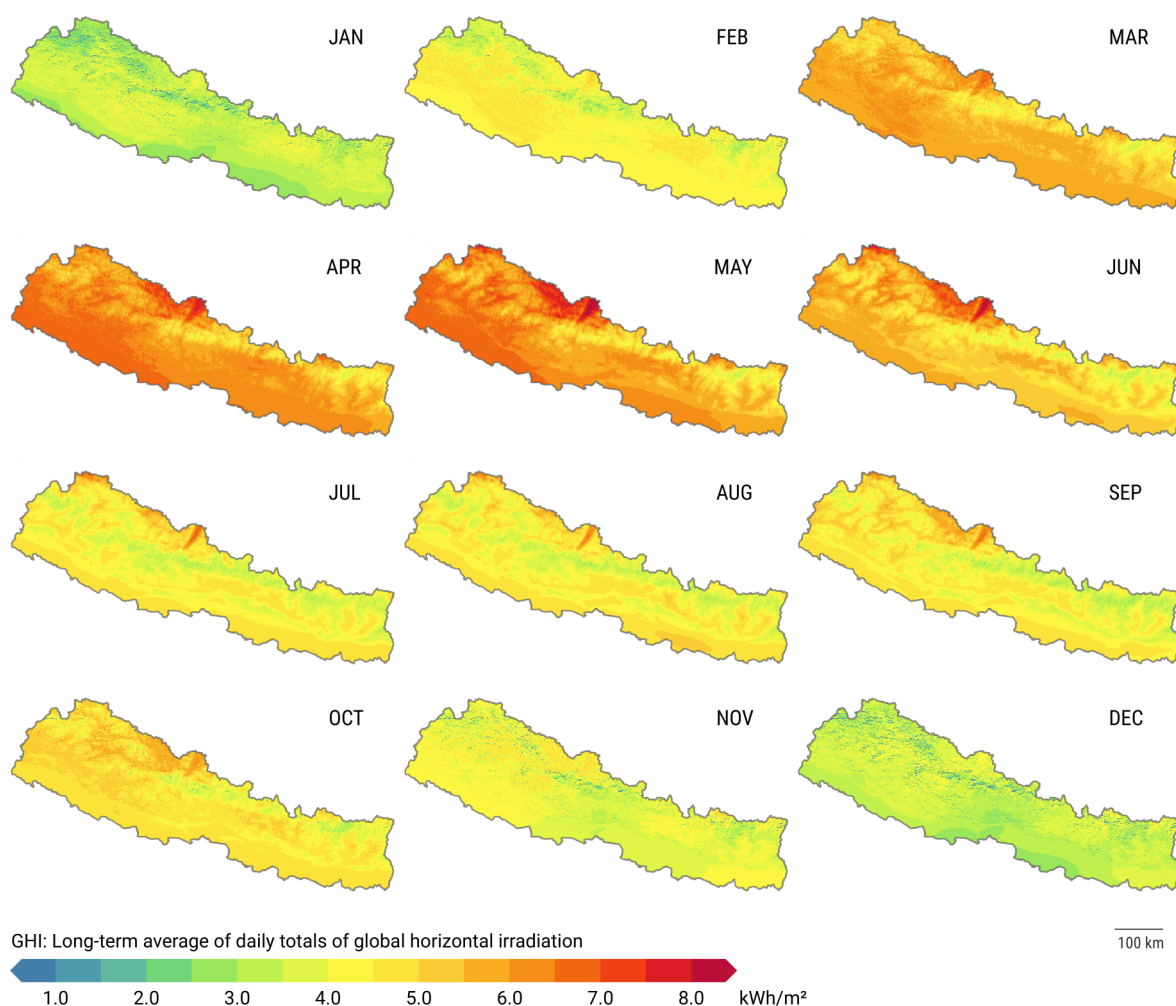 JAN FEB MAR
APR MAY JUN
JUL AUG SEP
OCT NOV DEC
GHI: Long-term average of daily totals of global horizontal irradiation
100 km
1.0 2.0 3.0 4.0 5.0 6.0 7.0 8.0 kWh/m²